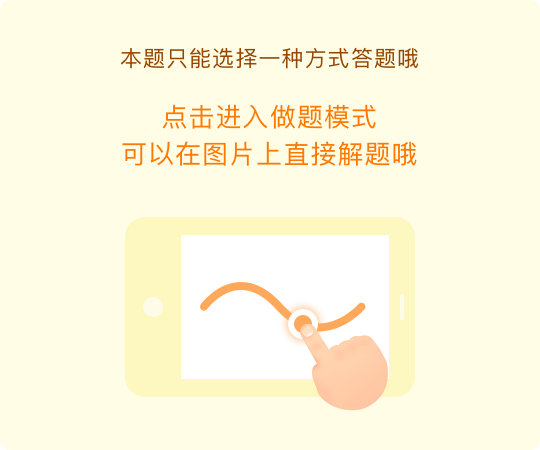 本题只能选择一种方式答题哦
点击进入做题模式
可以在图片上直接解题哦